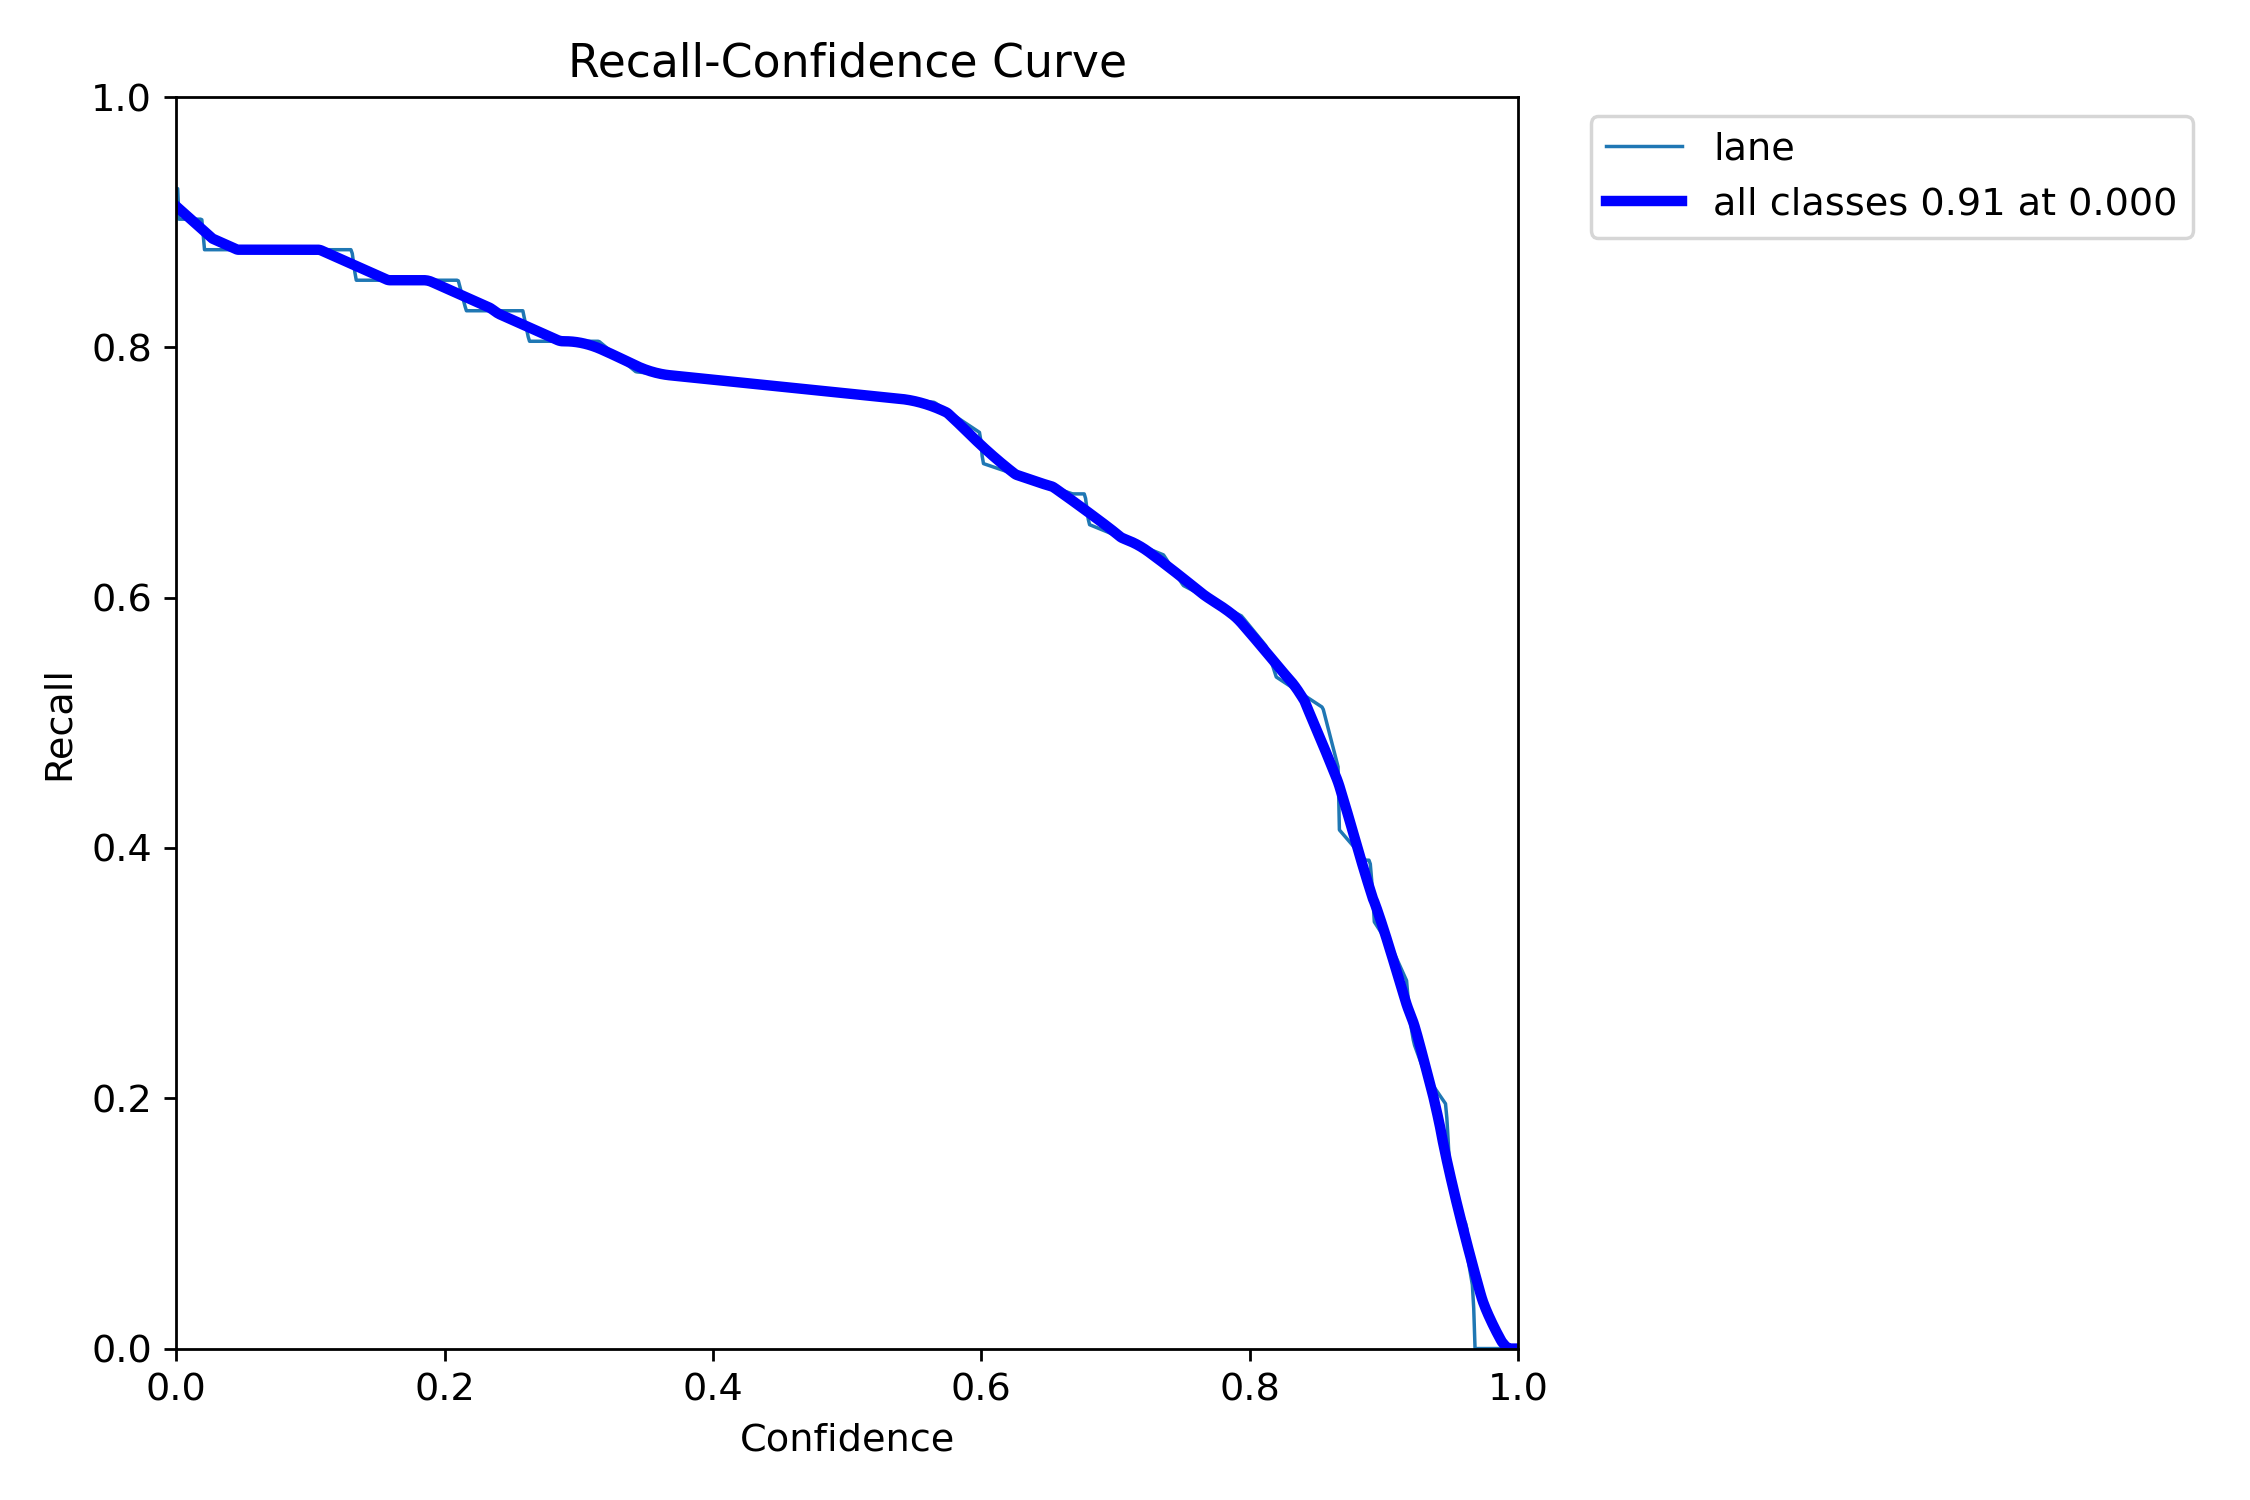 Recall-Confidence Curve
1.0
0.8
0.6
0.4
0.2
0.0
Recall
0.0 0.2 0.4 0.6 0.8 1.0
Confidence
lane
all classes 0.91 at 0.000